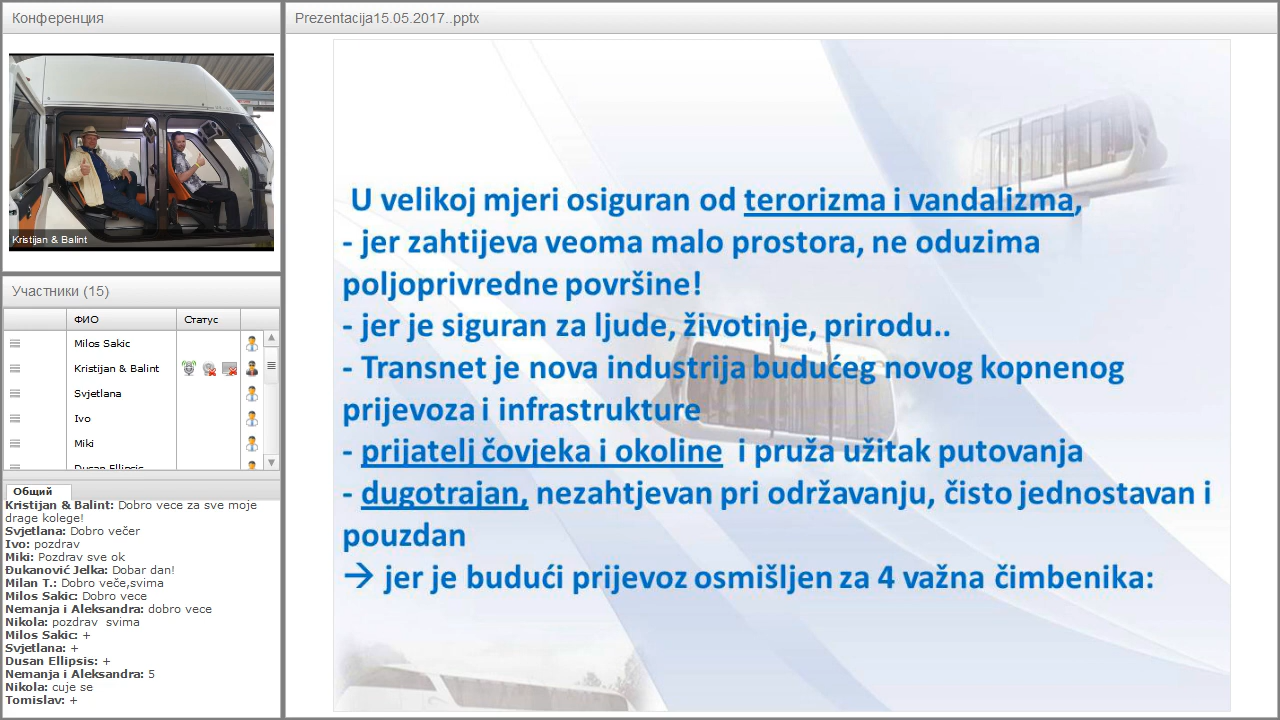 Конференция
Kristijan & Balint
Участники (15)
ФИО Статус
Milos Sakic
Kristijan & Balint
Svjetlana
Ivo
Miki
Dusan Ellipsis
Общий
Kristijan & Balint: Dobro vece za sve moje
drage kolege!
Svjetlana: Dobro večer
Ivo: pozdrav
Miki: Pozdrav sve ok
Đukanović Jelka: Dobar dan!
Milan T.: Dobro veče,svima
Milos Sakic: Dobro vece
Nemanja i Aleksandra: dobro vece
Nikola: pozdrav  svima
Milos Sakic: +
Svjetlana: +
Dusan Ellipsis: +
Nemanja i Aleksandra: 5
Nikola: cuje se
Tomislav: +
Prezentacija15.05.2017..pptx
U velikoj mjeri osiguran od terorizma i vandalizma,
- jer zahtijeva veoma malo prostora, ne oduzima
poljoprivredne površine!
- jer je siguran za ljude, životinje, prirodu..
- Transnet je nova industrija budućeg novog kopnenog
prijevoza i infrastrukture
- prijatelj čovjeka i okoline  i pruža užitak putovanja
- dugotrajan, nezahtjevan pri održavanju, čisto jednostavan i
pouzdan
→ jer je budući prijevoz osmišljen za 4 važna čimbenika: